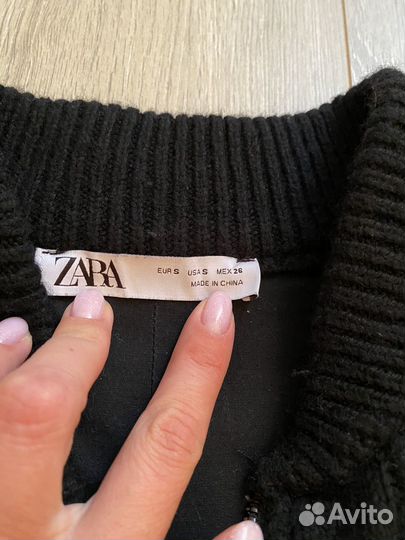 ZARA
EUR S USA S MEX 26
MADE IN CHINA
Avito